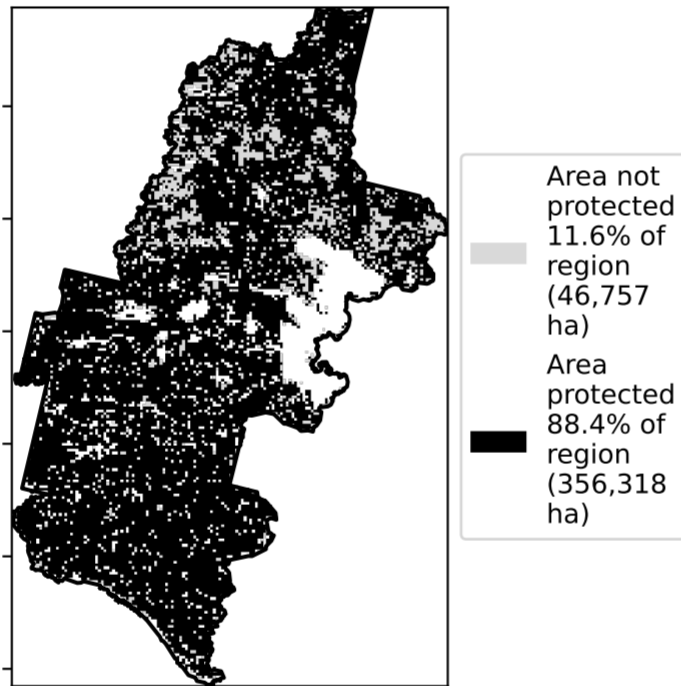 Area not
protected
11.6% of
region
(46,757
ha)
Area
protected
88.4% of
region
(356,318
ha)